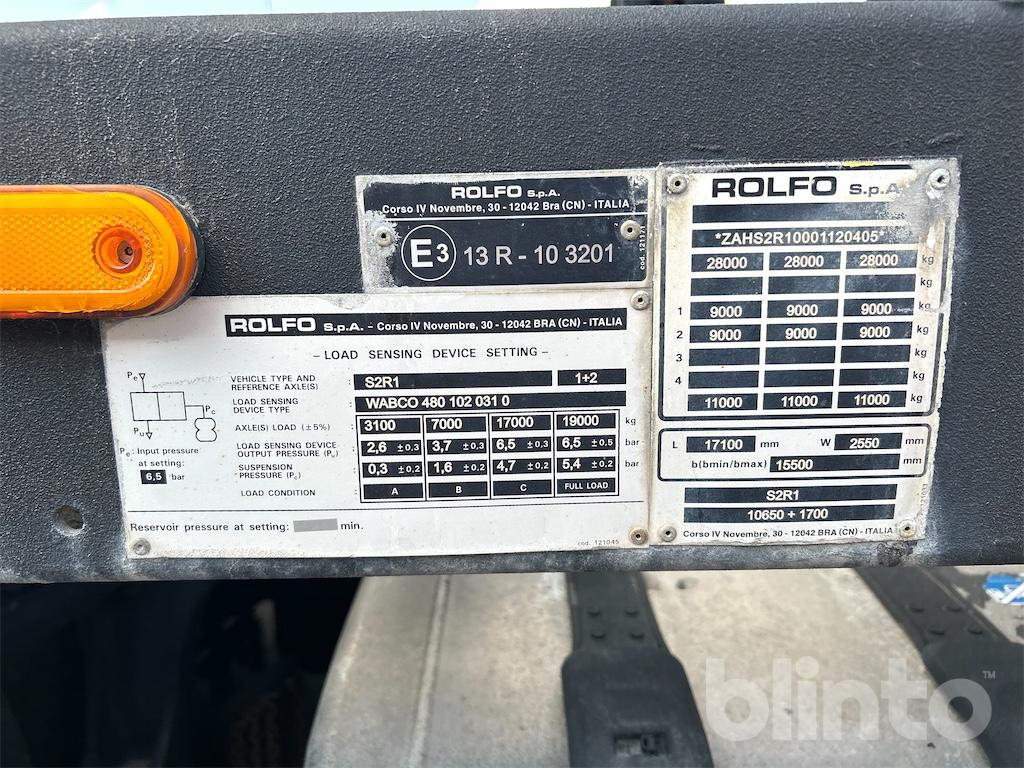 ROLFO S.p.A.
Corso IV Novembre, 30 - 12042 Bra (CN) - ITALIA
E3 13 R - 10 3201
cod. 12117/1
ROLFO S.p.A. - Corso IV Novembre, 30 - 12042 BRA (CN) - ITALIA
- LOAD SENSING DEVICE SETTING -
VEHICLE TYPE AND REFERENCE AXLE(S) : S2R1 1+2
LOAD SENSING DEVICE TYPE : WABCO 480 102 031 0
AXLE(S) LOAD (±5%) : 3100 7000 17000 19000 kg
LOAD SENSING DEVICE OUTPUT PRESSURE (Pu) : 2,6 ±0.3 3,7 ±0.3 6,5 ±0.3 6,5 ±0.5 bar
SUSPENSION PRESSURE (Pc) : 0,3 ±0.2 1,6 ±0.2 4,7 ±0.2 5,4 ±0.2 bar
LOAD CONDITION : A B C FULL LOAD
Pe
Pc
Pu
Pe: Input pressure
at setting:
6,5 bar
Reservoir pressure at setting: min.
cod. 121045
ROLFO S.p.A.
*ZAHS2R10001120405*
28000 28000 28000 kg
kg
1 9000 9000 9000 kg
2 9000 9000 9000 kg
3 kg
4 kg
11000 11000 11000 kg
L 17100 mm W 2550 mm
b(bmin/bmax) 15500 mm
S2R1
10650 + 1700
Corso IV Novembre, 30 - 12042 BRA (CN) - ITALIA
blinto™